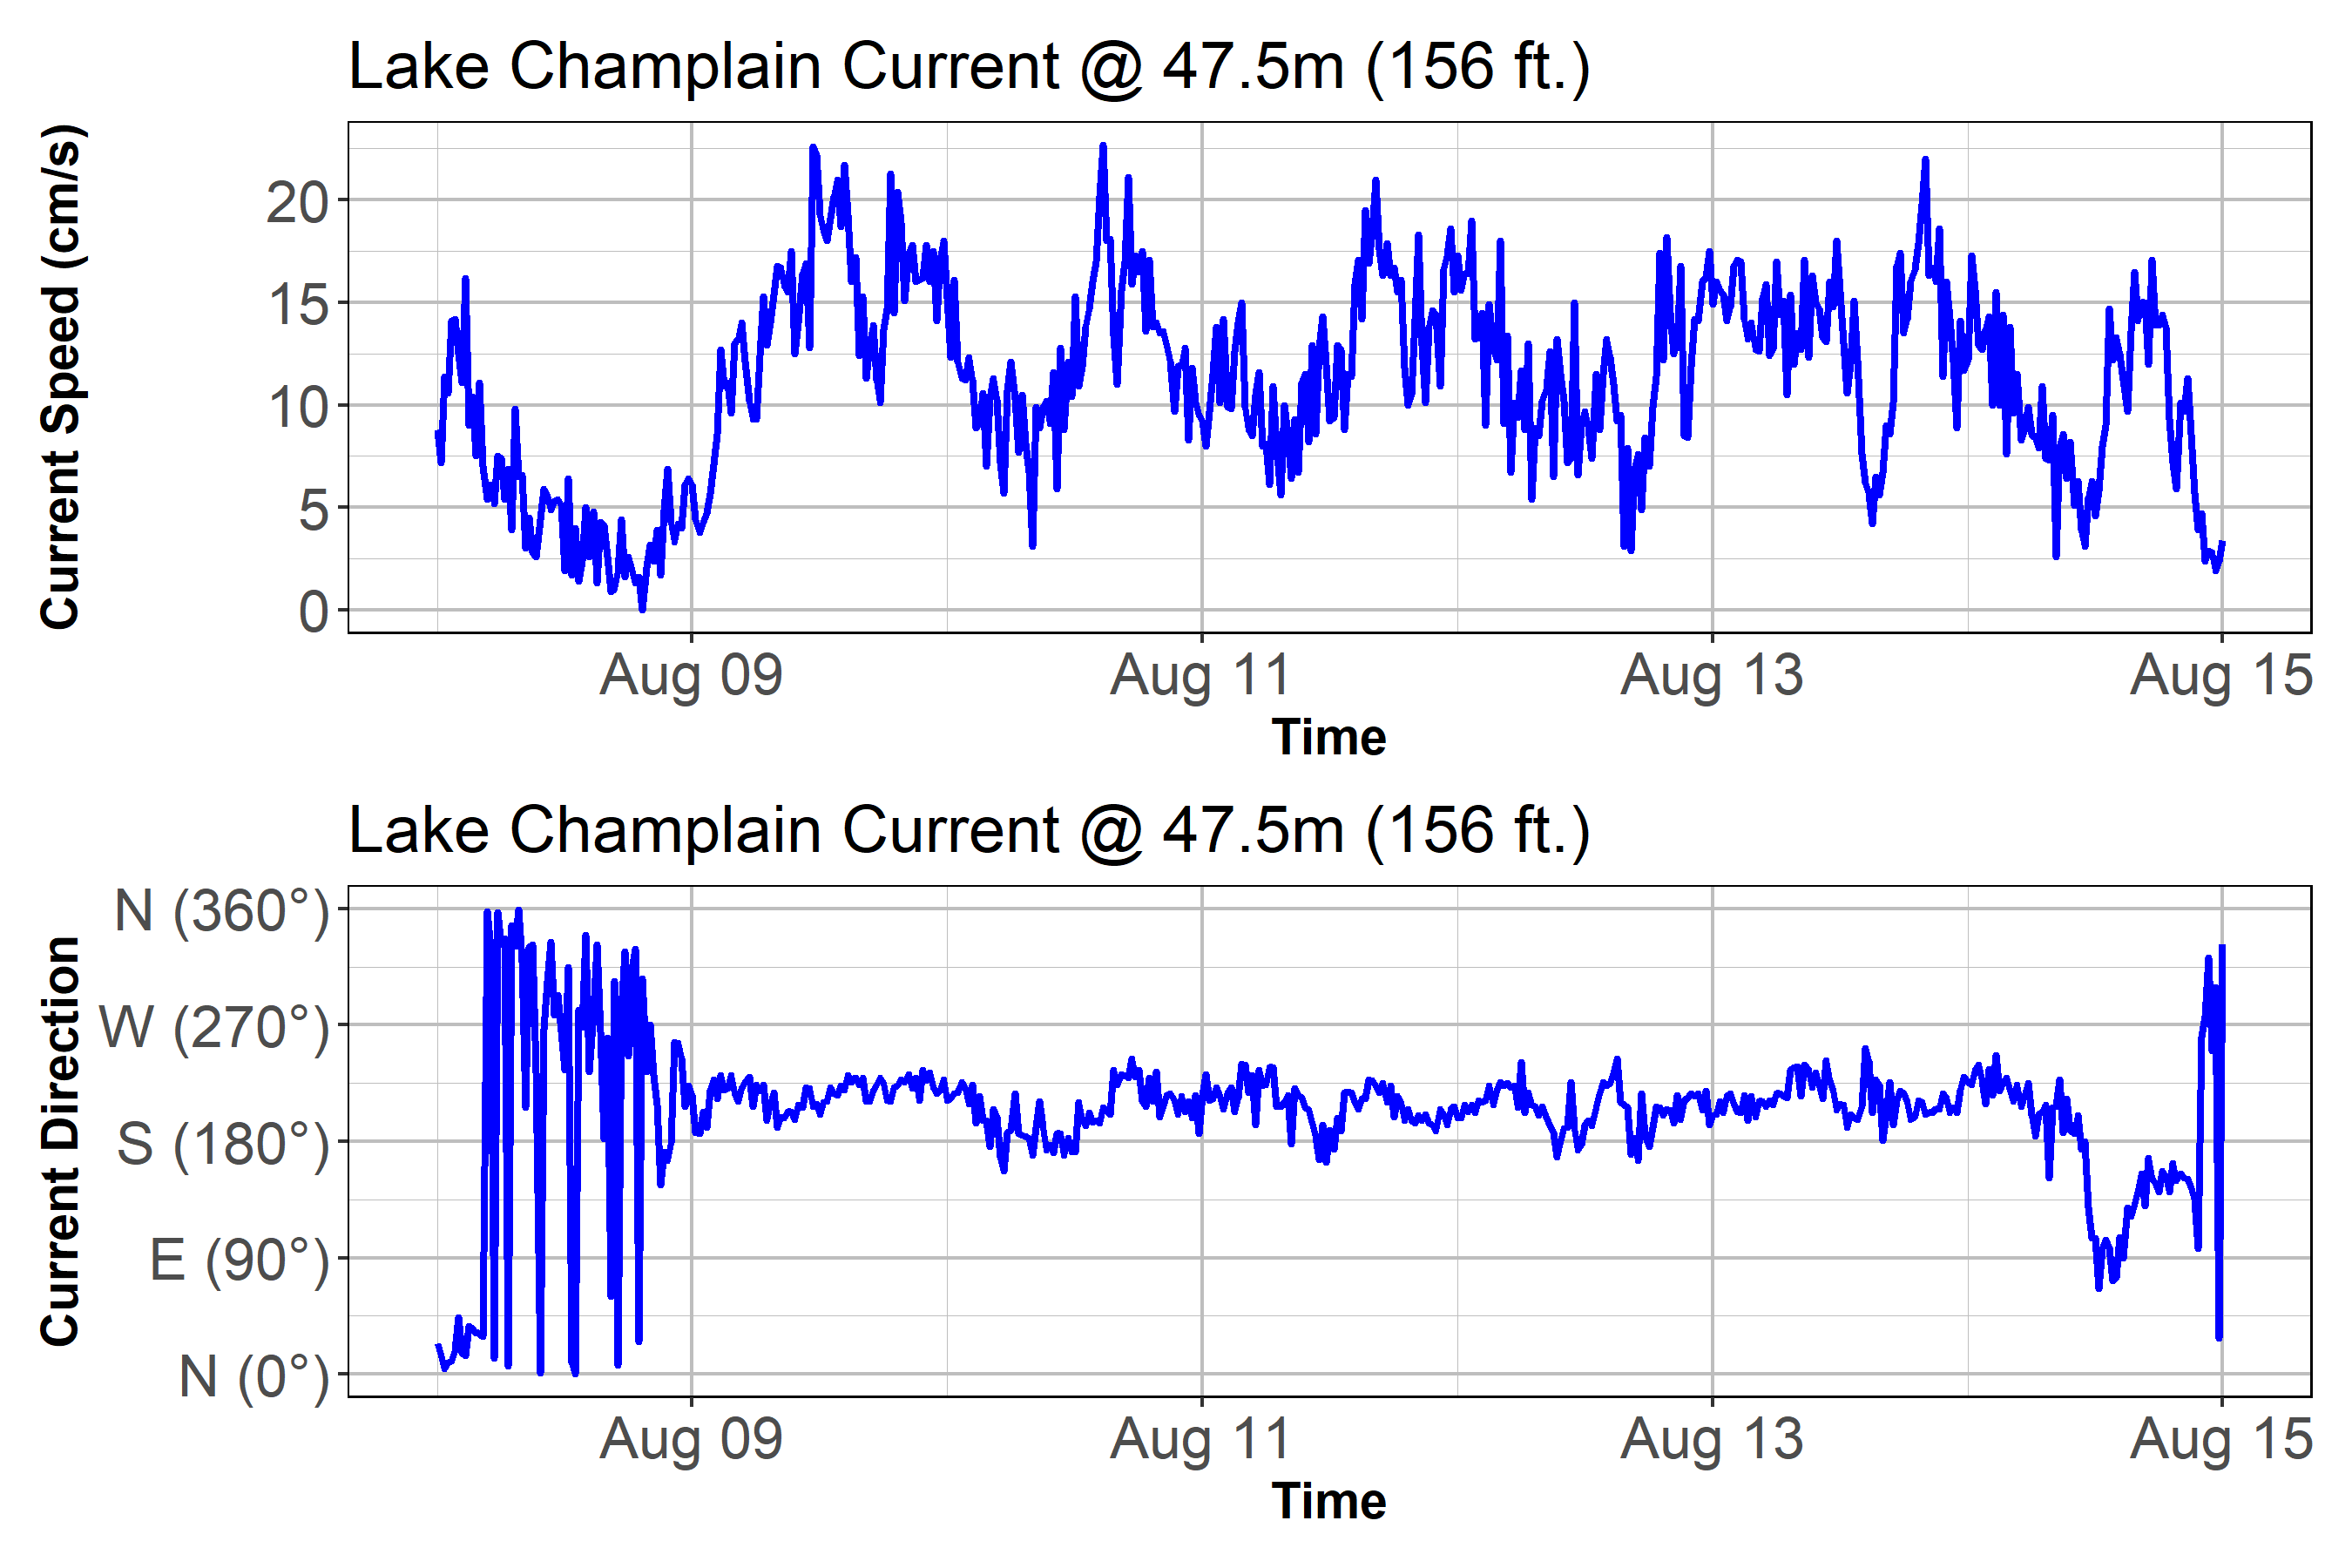 Lake Champlain Current @ 47.5m (156 ft.)
Current Speed (cm/s)
20
15
10
5
0
Aug 09 Aug 11 Aug 13 Aug 15
Time
Lake Champlain Current @ 47.5m (156 ft.)
Current Direction
N (360°)
W (270°)
S (180°)
E (90°)
N (0°)
Aug 09 Aug 11 Aug 13 Aug 15
Time